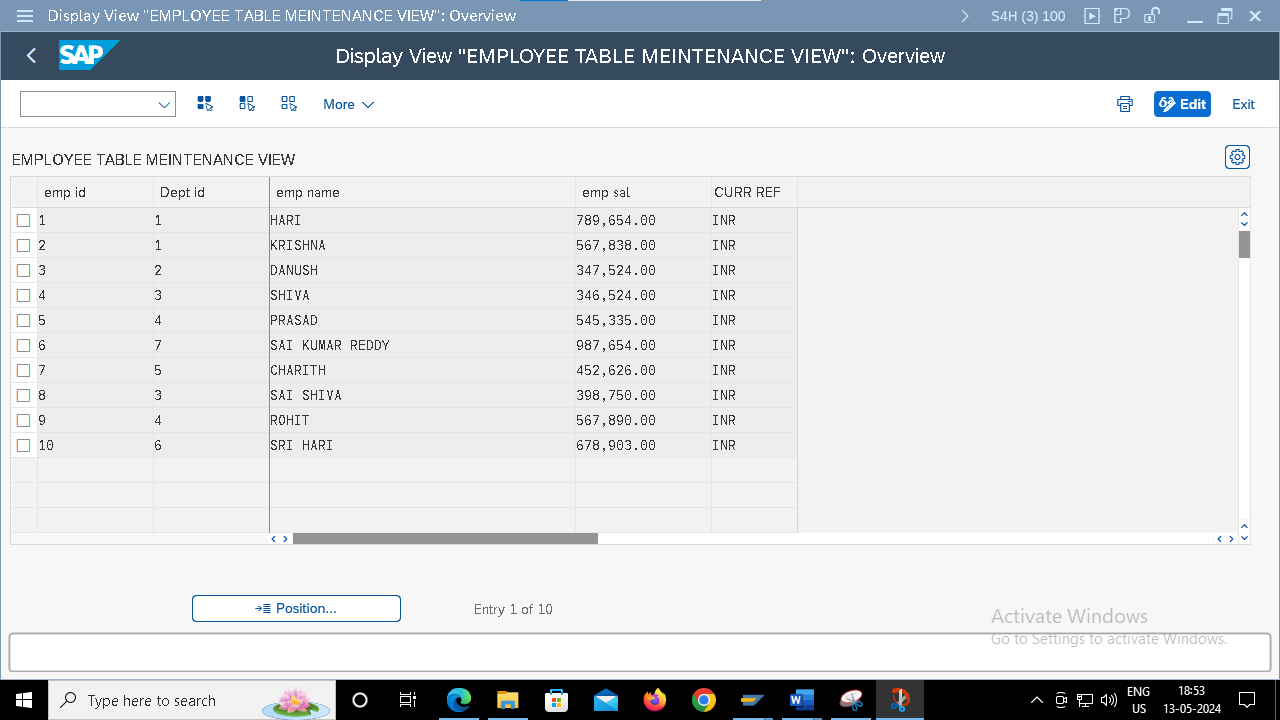 Display View "EMPLOYEE TABLE MEINTENANCE VIEW": Overview
S4H (3) 100
SAP
Display View "EMPLOYEE TABLE MEINTENANCE VIEW": Overview
More
Edit
Exit
EMPLOYEE TABLE MEINTENANCE VIEW
emp id Dept id emp name emp sal CURR REF
1 1 HARI 789,654.00 INR
2 1 KRISHNA 567,838.00 INR
3 2 DANUSH 347,524.00 INR
4 3 SHIVA 346,524.00 INR
5 4 PRASAD 545,335.00 INR
6 7 SAI KUMAR REDDY 987,654.00 INR
7 5 CHARITH 452,626.00 INR
8 3 SAI SHIVA 398,750.00 INR
9 4 ROHIT 567,890.00 INR
10 6 SRI HARI 678,903.00 INR
Position...
Entry 1 of 10
Activate Windows
Go to Settings to activate Windows.
Type here to search
ENG
US
18:53
13-05-2024